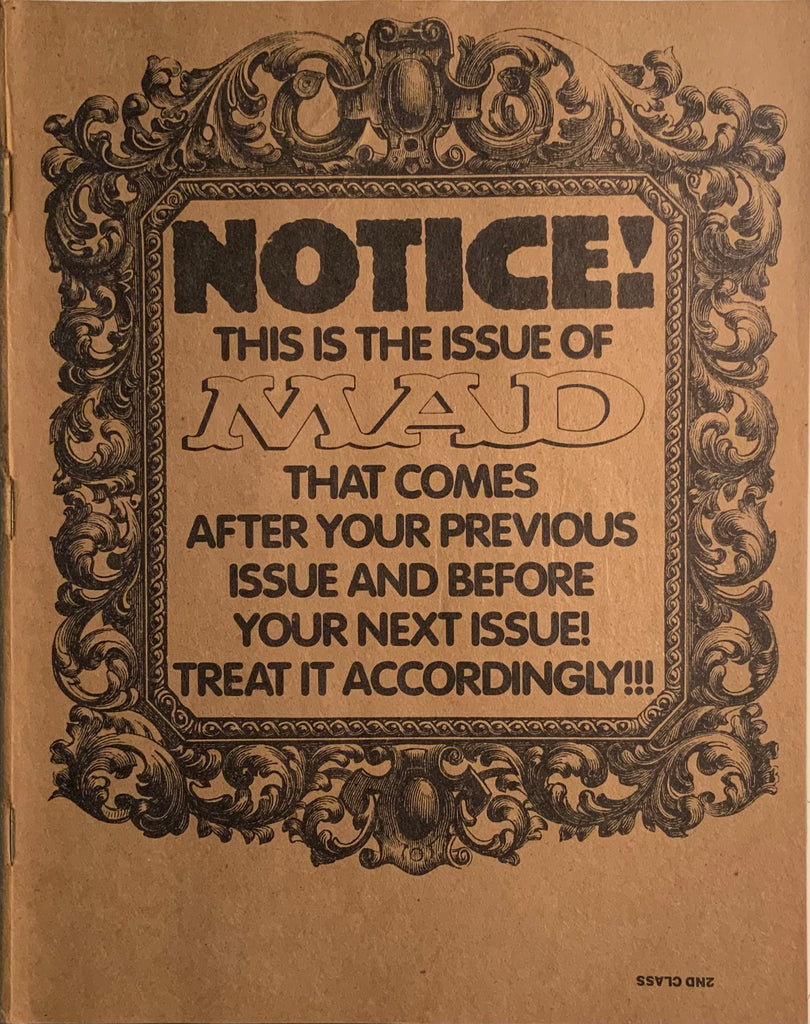 NOTICE!
THIS IS THE ISSUE OF
MAD
THAT COMES
AFTER YOUR PREVIOUS
ISSUE AND BEFORE
YOUR NEXT ISSUE!
TREAT IT ACCORDINGLY!!!
2ND CLASS